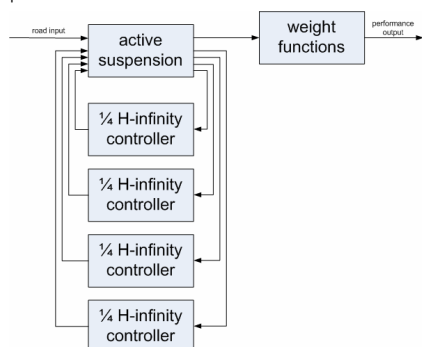 road input
active
suspension
weight
functions
performance
output
¼ H-infinity
controller
¼ H-infinity
controller
¼ H-infinity
controller
¼ H-infinity
controller